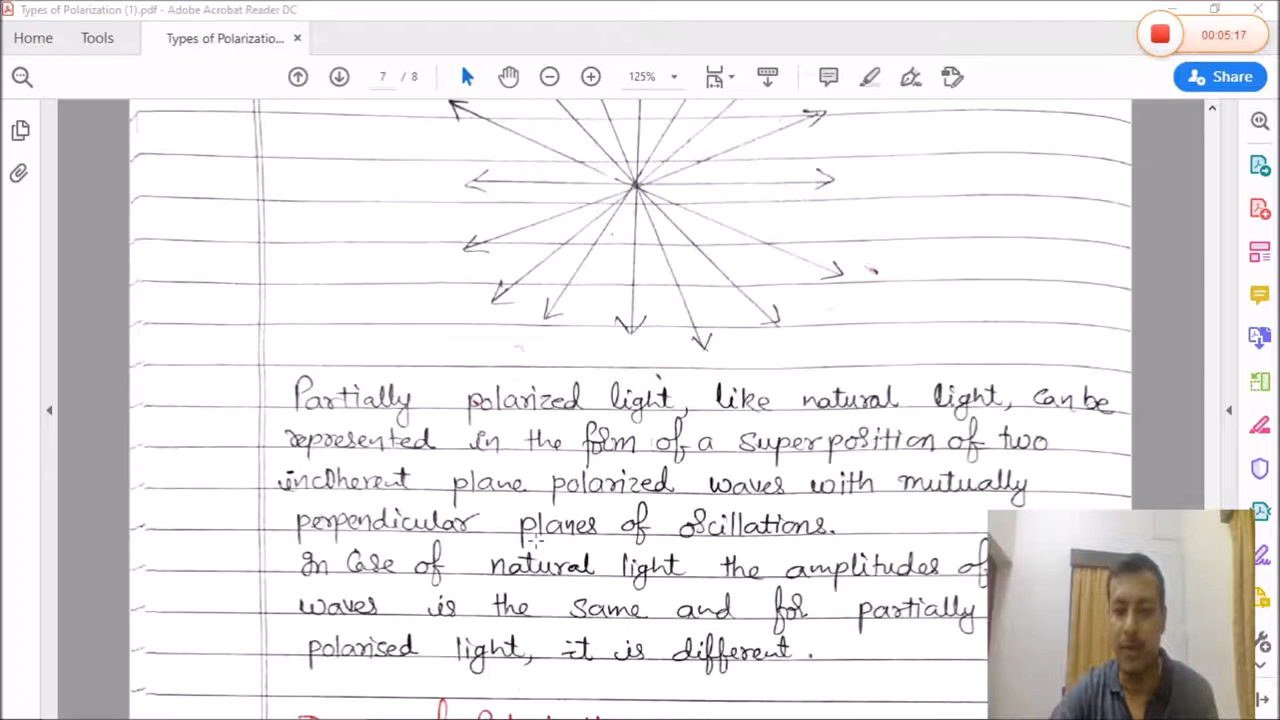 Types of Polarization (1).pdf - Adobe Acrobat Reader DC
Home Tools Types of Polarizatio... ×
7 / 8 125% Share
00:05:17
Partially polarized light, like natural light, can be
represented in the form of a superposition of two
incoherent plane polarized waves with mutually
perpendicular planes of oscillations.
In Case of natural light the amplitudes of
waves is the same and for partially
polarised light, it is different.